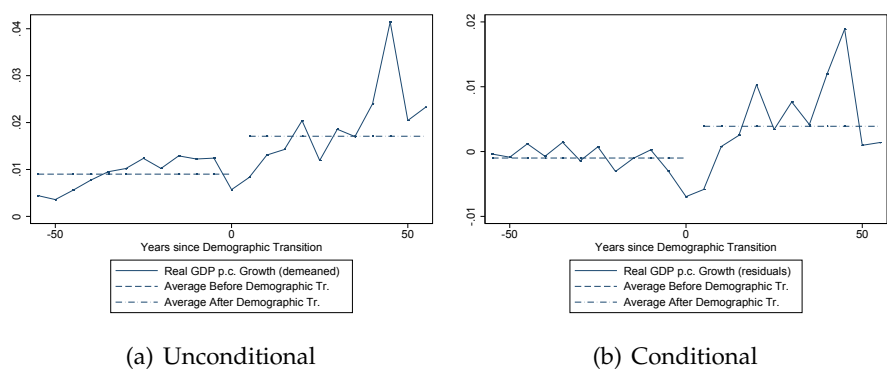 .04
.03
.02
.01
0
-50
0
50
Years since Demographic Transition
Real GDP p.c. Growth (demeaned)
Average Before Demographic Tr.
Average After Demographic Tr.
(a) Unconditional
.02
.01
0
-.01
-50
0
50
Years since Demographic Transition
Real GDP p.c. Growth (residuals)
Average Before Demographic Tr.
Average After Demographic Tr.
(b) Conditional